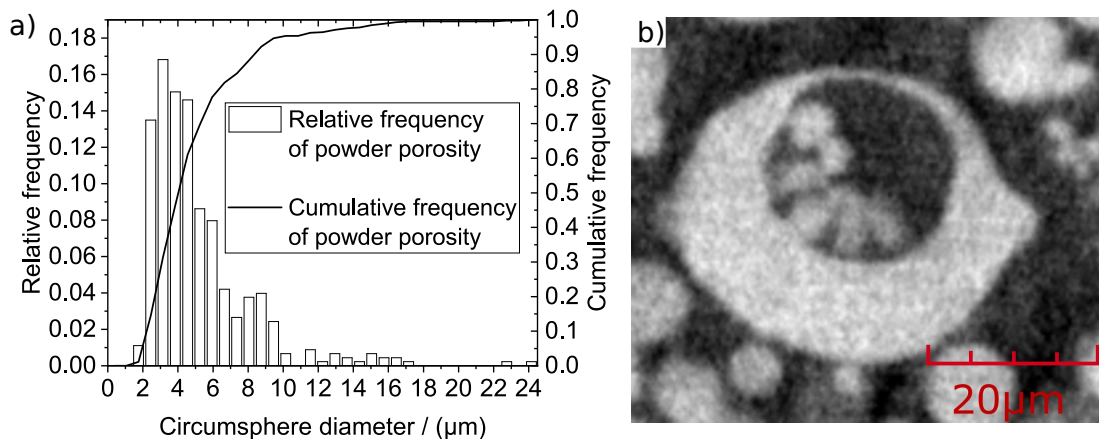 a)
Relative frequency
0.18
0.16
0.14
0.12
0.10
0.08
0.06
0.04
0.02
0.00
Relative frequency
of powder porosity
Cumulative frequency
of powder porosity
1.0
0.9
0.8
0.7
0.6
0.5
0.4
0.3
0.2
0.1
0.0
Cumulative frequency
0 2 4 6 8 10 12 14 16 18 20 22 24
Circumsphere diameter / (μm)
b)
20μm